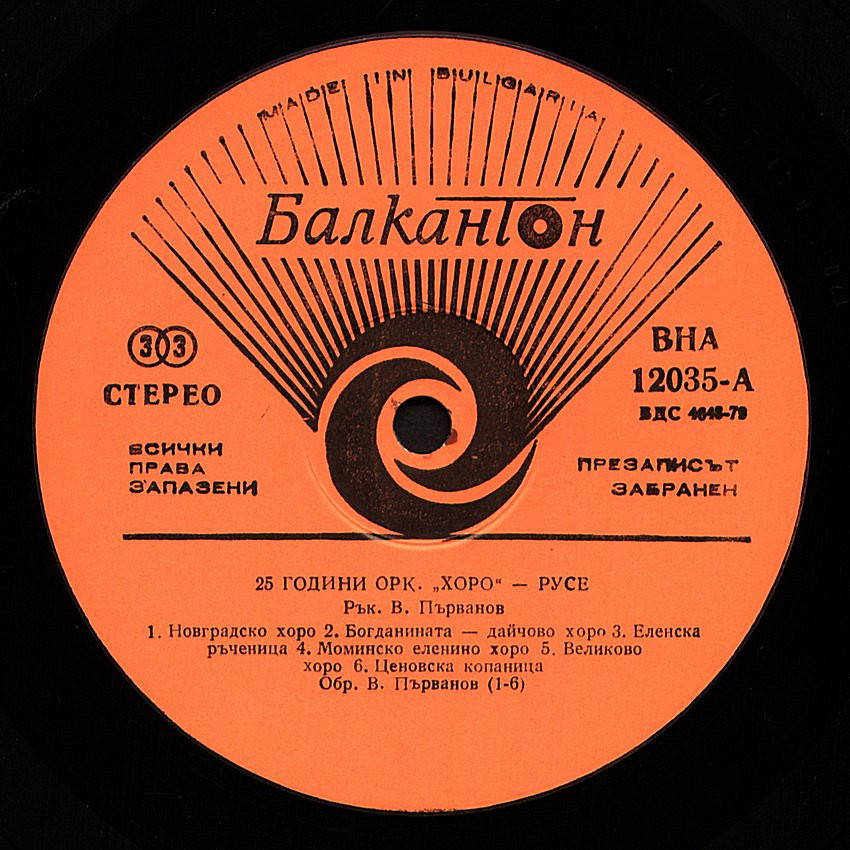 MADE IN BULGARIA
Балкантон
33
СТЕРЕО
ВНА
12035-А
БДС 4648-79
ВСИЧКИ
ПРАВА
ЗАПАЗЕНИ
ПРЕЗАПИСЪТ
ЗАБРАНЕН
25 ГОДИНИ ОРК. „ХОРО“ — РУСЕ
Рък. В. Първанов
1. Новградско хоро 2. Богданината — дайчово хоро 3. Еленска
ръченица 4. Моминско еленино хоро 5. Великово
хоро 6. Ценовска копаница
Обр. В. Първанов (1-6)